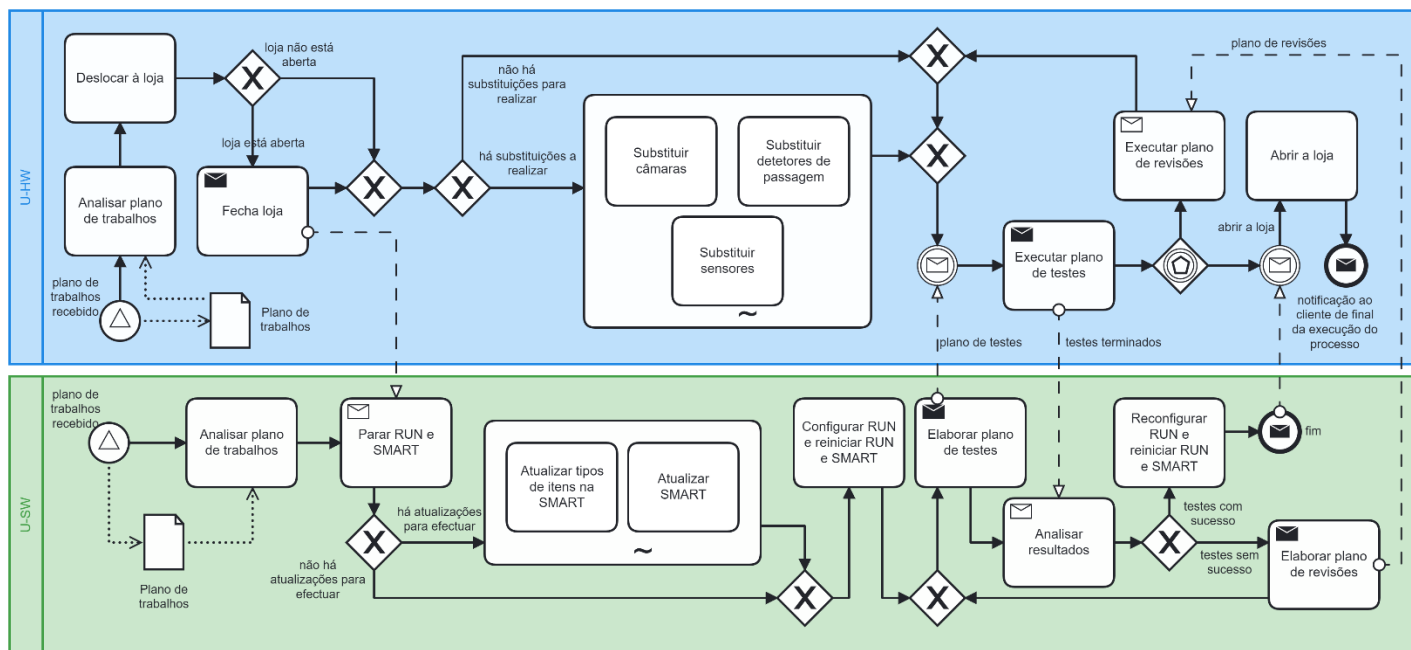 U-HW
Deslocar à loja
loja não está
aberta
loja está aberta
Analisar plano
de trabalhos
Fecha loja
plano de
trabalhos
recebido
Plano de
trabalhos
não há
substituições para
realizar
há substituições a
realizar
Substituir
câmaras
Substituir
detetores de
passagem
Substituir
sensores
~
plano de testes
Executar plano
de testes
testes terminados
plano de revisões
Executar plano
de revisões
Abrir a loja
abrir a loja
notificação ao
cliente de final
da execução do
processo
U-SW
plano de
trabalhos
recebido
Analisar plano
de trabalhos
Plano de
trabalhos
Parar RUN e
SMART
há atualizações
para efectuar
não há
atualizações para
efectuar
Atualizar tipos
de itens na
SMART
Atualizar
SMART
~
Configurar RUN
e reiniciar RUN
e SMART
Elaborar plano
de testes
Analisar
resultados
Reconfigurar
RUN e
reiniciar RUN
e SMART
fim
testes com
sucesso
testes sem
sucesso
Elaborar plano
de revisões